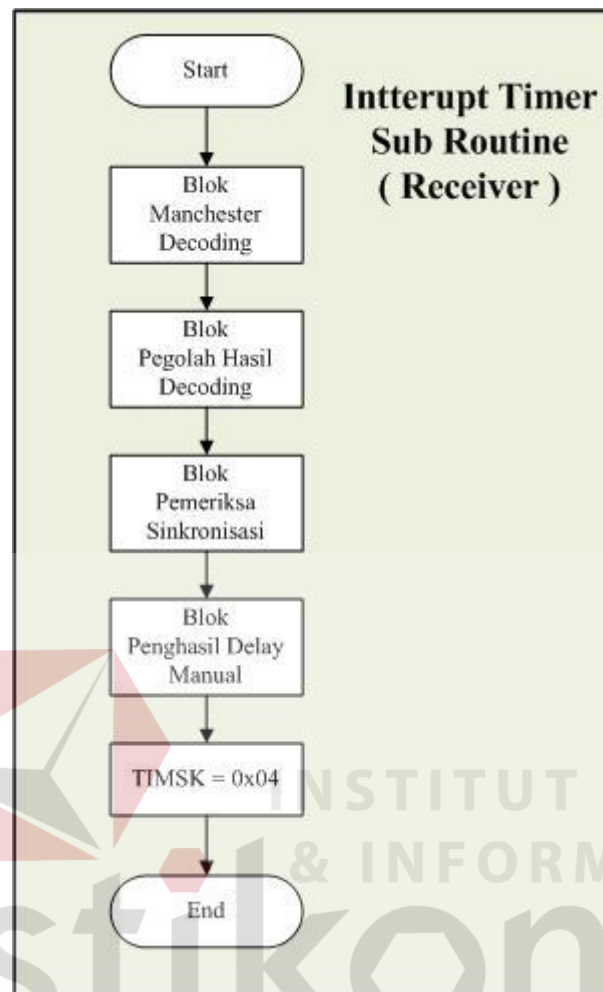 Start
Intterupt Timer
Sub Routine
( Receiver )
Blok
Manchester
Decoding
Blok
Pegolah Hasil
Decoding
Blok
Pemeriksa
Sinkronisasi
Blok
Penghasil Delay
Manual
TIMSK = 0x04
INSTITUT
& INFORM
End
stikon